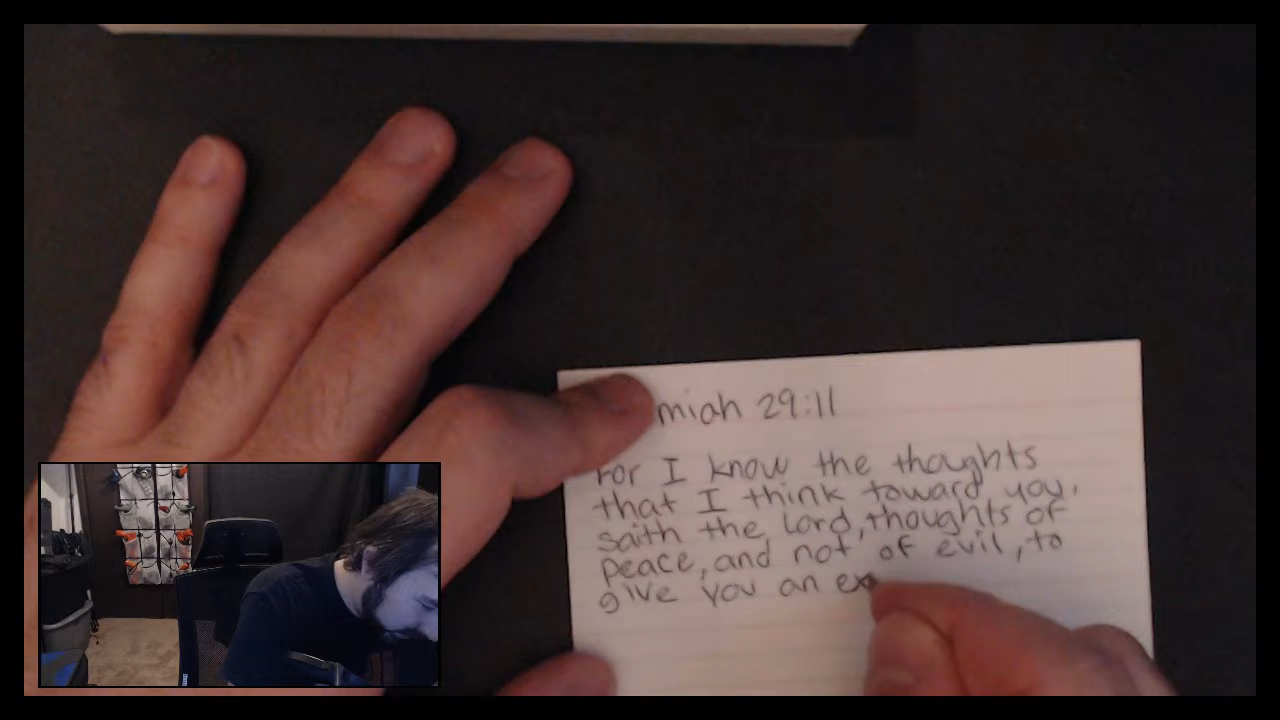 miah 29:11
For I know the thoughts
that I think toward you,
saith the lord, thoughts of
peace, and not of evil, to
give you an ex